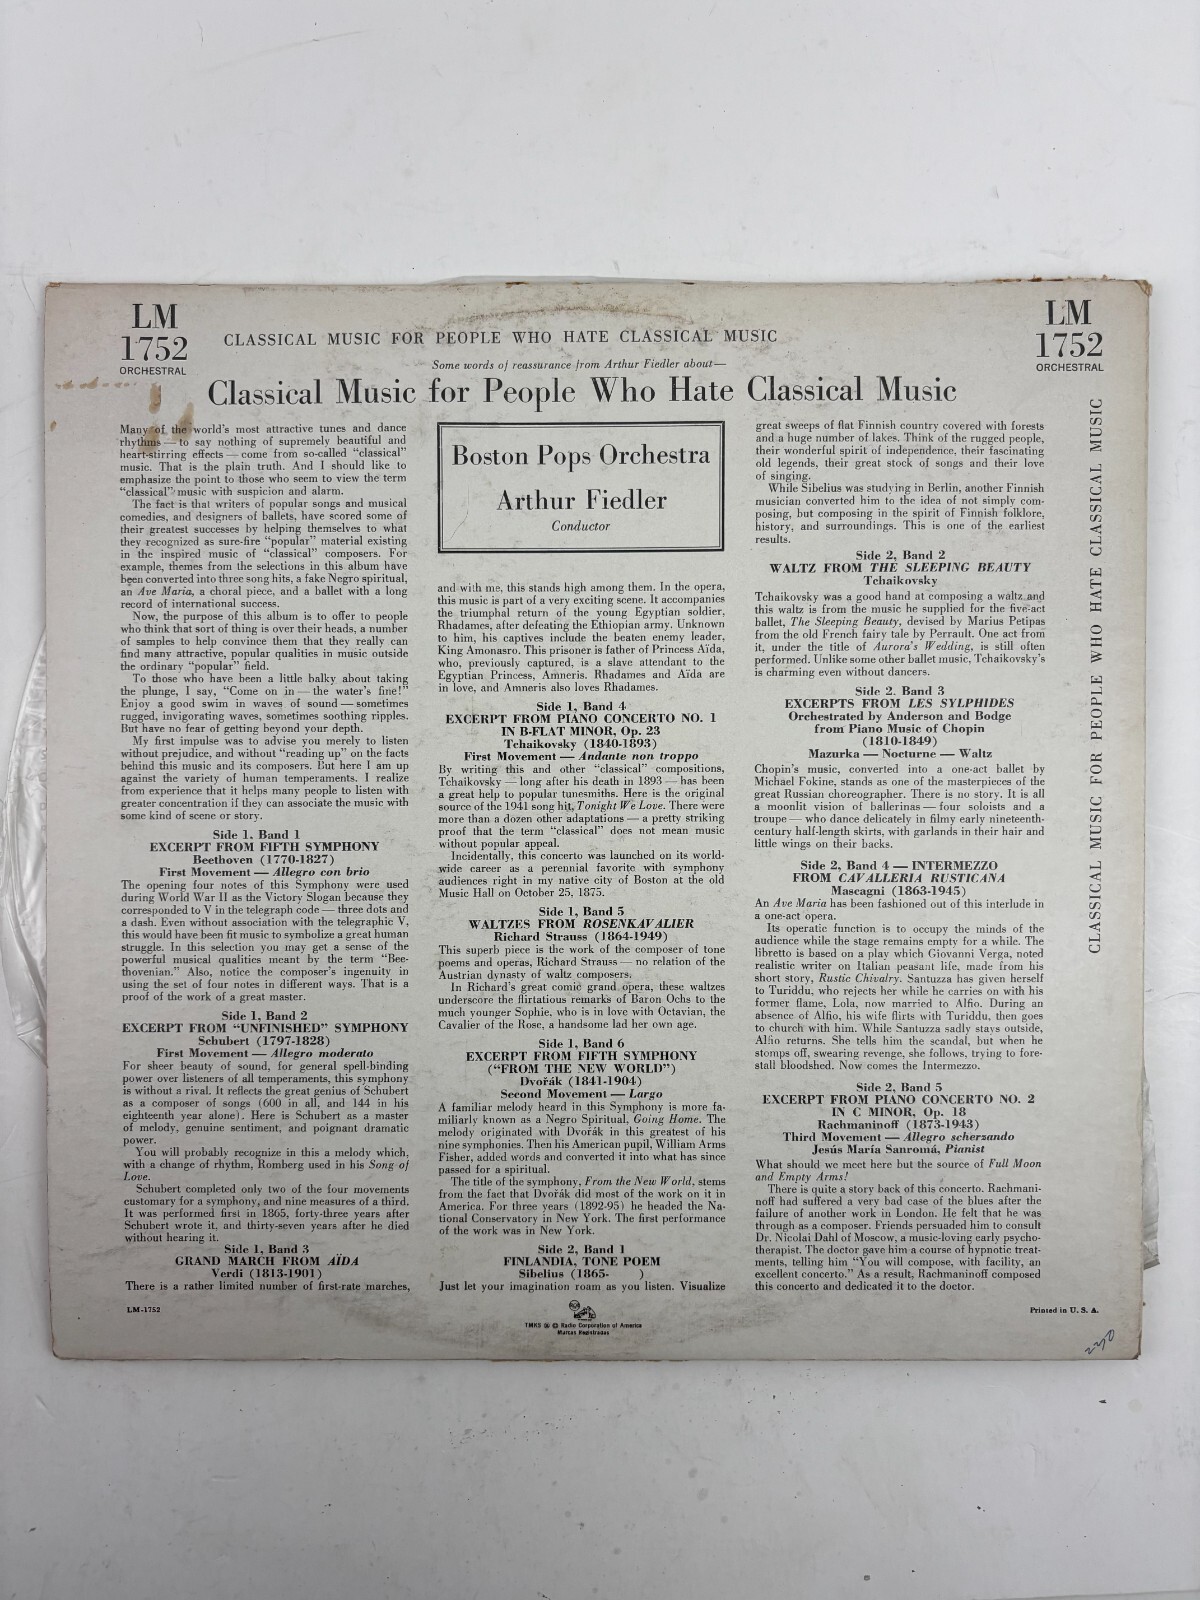 LM
1752
ORCHESTRAL
CLASSICAL MUSIC FOR PEOPLE WHO HATE CLASSICAL MUSIC
LM
1752
ORCHESTRAL
Some words of reassurance from Arthur Fiedler about—
Classical Music for People Who Hate Classical Music
Many of the world's most attractive tunes and dance
rhythms — to say nothing of supremely beautiful and
heart-stirring effects — come from so-called "classical"
music. That is the plain truth. And I should like to
emphasize the point to those who seem to view the term
"classical" music with suspicion and alarm.
The fact is that writers of popular songs and musical
comedies, and designers of ballets, have scored some of
their greatest successes by helping themselves to what
they recognized as sure-fire "popular" material existing
in the inspired music of "classical" composers. For
example, themes from the selections in this album have
been converted into three song hits, a fake Negro spiritual,
an Ave Maria, a choral piece, and a ballet with a long
record of international success.
Now, the purpose of this album is to offer to people
who think that sort of thing is over their heads, a number
of samples to help convince them that they really can
find many attractive, popular qualities in music outside
the ordinary "popular" field.
To those who have been a little balky about taking
the plunge, I say, "Come on in — the water's fine!"
Enjoy a good swim in waves of sound — sometimes
rugged, invigorating waves, sometimes soothing ripples.
But have no fear of getting beyond your depth.
My first impulse was to advise you merely to listen
without prejudice, and without "reading up" on the facts
behind this music and its composers. But here I am up
against the variety of human temperaments. I realize
from experience that it helps many people to listen with
greater concentration if they can associate the music with
some kind of scene or story.
Side 1, Band 1
EXCERPT FROM FIFTH SYMPHONY
Beethoven (1770-1827)
First Movement — Allegro con brio
The opening four notes of this Symphony were used
during World War II as the Victory Slogan because they
corresponded to V in the telegraph code — three dots and
a dash. Even without association with the telegraphic V,
this would have been fit music to symbolize a great human
struggle. In this selection you may get a sense of the
powerful musical qualities meant by the term "Bee-
thovenian." Also, notice the composer's ingenuity in
using the set of four notes in different ways. That is a
proof of the work of a great master.
Side 1, Band 2
EXCERPT FROM "UNFINISHED" SYMPHONY
Schubert (1797-1828)
First Movement — Allegro moderato
For sheer beauty of sound, for general spell-binding
power over listeners of all temperaments, this symphony
is without a rival. It reflects the great genius of Schubert
as a composer of songs (600 in all, and 144 in his
eighteenth year alone). Here is Schubert as a master
of melody, genuine sentiment, and poignant dramatic
power.
You will probably recognize in this a melody which,
with a change of rhythm, Romberg used in his Song of
Love.
Schubert completed only two of the four movements
customary for a symphony, and nine measures of a third.
It was performed first in 1865, forty-three years after
Schubert wrote it, and thirty-seven years after he died
without hearing it.
Side 1, Band 3
GRAND MARCH FROM AÏDA
Verdi (1813-1901)
There is a rather limited number of first-rate marches,
Boston Pops Orchestra
Arthur Fiedler
Conductor
and with me, this stands high among them. In the opera,
this music is part of a very exciting scene. It accompanies
the triumphal return of the young Egyptian soldier,
Rhadames, after defeating the Ethiopian army. Unknown
to him, his captives include the beaten enemy leader,
King Amonasro. This prisoner is father of Princess Aïda,
who, previously captured, is a slave attendant to the
Egyptian Princess, Amneris. Rhadames and Aïda are
in love, and Amneris also loves Rhadames.
Side 1, Band 4
EXCERPT FROM PIANO CONCERTO NO. 1
IN B-FLAT MINOR, Op. 23
Tchaikovsky (1840-1893)
First Movement — Andante non troppo
By writing this and other "classical" compositions,
Tchaikovsky — long after his death in 1893 — has been
a great help to popular tunesmiths. Here is the original
source of the 1941 song hit, Tonight We Love. There were
more than a dozen other adaptations — a pretty striking
proof that the term "classical" does not mean music
without popular appeal.
Incidentally, this concerto was launched on its world-
wide career as a perennial favorite with symphony
audiences right in my native city of Boston at the old
Music Hall on October 25, 1875.
Side 1, Band 5
WALTZES FROM ROSENKAVALIER
Richard Strauss (1864-1949)
This superb piece is the work of the composer of tone
poems and operas, Richard Strauss — no relation of the
Austrian dynasty of waltz composers.
In Richard's great comic grand opera, these waltzes
underscore the flirtatious remarks of Baron Ochs to the
much younger Sophie, who is in love with Octavian, the
Cavalier of the Rose, a handsome lad her own age.
Side 1, Band 6
EXCERPT FROM FIFTH SYMPHONY
("FROM THE NEW WORLD")
Dvořák (1841-1904)
Second Movement — Largo
A familiar melody heard in this Symphony is more fa-
miliarly known as a Negro Spiritual, Going Home. The
melody originated with Dvořák in this greatest of his
nine symphonies. Then his American pupil, William Arms
Fisher, added words and converted it into what has since
passed for a spiritual.
The title of the symphony, From the New World, stems
from the fact that Dvořák did most of the work on it in
America. For three years (1892-95) he headed the Na-
tional Conservatory in New York. The first performance
of the work was in New York.
Side 2, Band 1
FINLANDIA, TONE POEM
Sibelius (1865- )
Just let your imagination roam as you listen. Visualize
great sweeps of flat Finnish country covered with forests
and a huge number of lakes. Think of the rugged people,
their wonderful spirit of independence, their fascinating
old legends, their great stock of songs and their love
of singing.
While Sibelius was studying in Berlin, another Finnish
musician converted him to the idea of not simply com-
posing, but composing in the spirit of Finnish folklore,
history, and surroundings. This is one of the earliest
results.
Side 2, Band 2
WALTZ FROM THE SLEEPING BEAUTY
Tchaikovsky
Tchaikovsky was a good hand at composing a waltz and
this waltz is from the music he supplied for the five-act
ballet, The Sleeping Beauty, devised by Marius Petipas
from the old French fairy tale by Perrault. One act from
it, under the title of Aurora's Wedding, is still often
performed. Unlike some other ballet music, Tchaikovsky's
is charming even without dancers.
Side 2, Band 3
EXCERPTS FROM LES SYLPHIDES
Orchestrated by Anderson and Bodge
from Piano Music of Chopin
(1810-1849)
Mazurka — Nocturne — Waltz
Chopin's music, converted into a one-act ballet by
Michael Fokine, stands as one of the masterpieces of the
great Russian choreographer. There is no story. It is all
a moonlit vision of ballerinas — four soloists and a
troupe — who dance delicately in filmy early nineteenth-
century half-length skirts, with garlands in their hair and
little wings on their backs.
Side 2, Band 4 — INTERMEZZO
FROM CAVALLERIA RUSTICANA
Mascagni (1863-1945)
An Ave Maria has been fashioned out of this interlude in
a one-act opera.
Its operatic function is to occupy the minds of the
audience while the stage remains empty for a while. The
libretto is based on a play which Giovanni Verga, noted
realistic writer on Italian peasant life, made from his
short story, Rustic Chivalry. Santuzza has given herself
to Turiddu, who rejects her while he carries on with his
former flame, Lola, now married to Alfio. During an
absence of Alfio, his wife flirts with Turiddu, then goes
to church with him. While Santuzza sadly stays outside,
Alfio returns. She tells him the scandal, but when he
stomps off, swearing revenge, she follows, trying to fore-
stall bloodshed. Now comes the Intermezzo.
Side 2, Band 5
EXCERPT FROM PIANO CONCERTO NO. 2
IN C MINOR, Op. 18
Rachmaninoff (1873-1943)
Third Movement — Allegro scherzando
Jesús María Sanromá, Pianist
What should we meet here but the source of Full Moon
and Empty Arms!
There is quite a story back of this concerto. Rachmani-
noff had suffered a very bad case of the blues after the
failure of another work in London. He felt that he was
through as a composer. Friends persuaded him to consult
Dr. Nicolai Dahl of Moscow, a music-loving early psycho-
therapist. The doctor gave him a course of hypnotic treat-
ments, telling him "You will compose, with facility, an
excellent concerto." As a result, Rachmaninoff composed
this concerto and dedicated it to the doctor.
CLASSICAL MUSIC FOR PEOPLE WHO HATE CLASSICAL MUSIC
LM-1752
TMKS ® © Radio Corporation of America
Marcas Registradas
Printed in U. S. A.